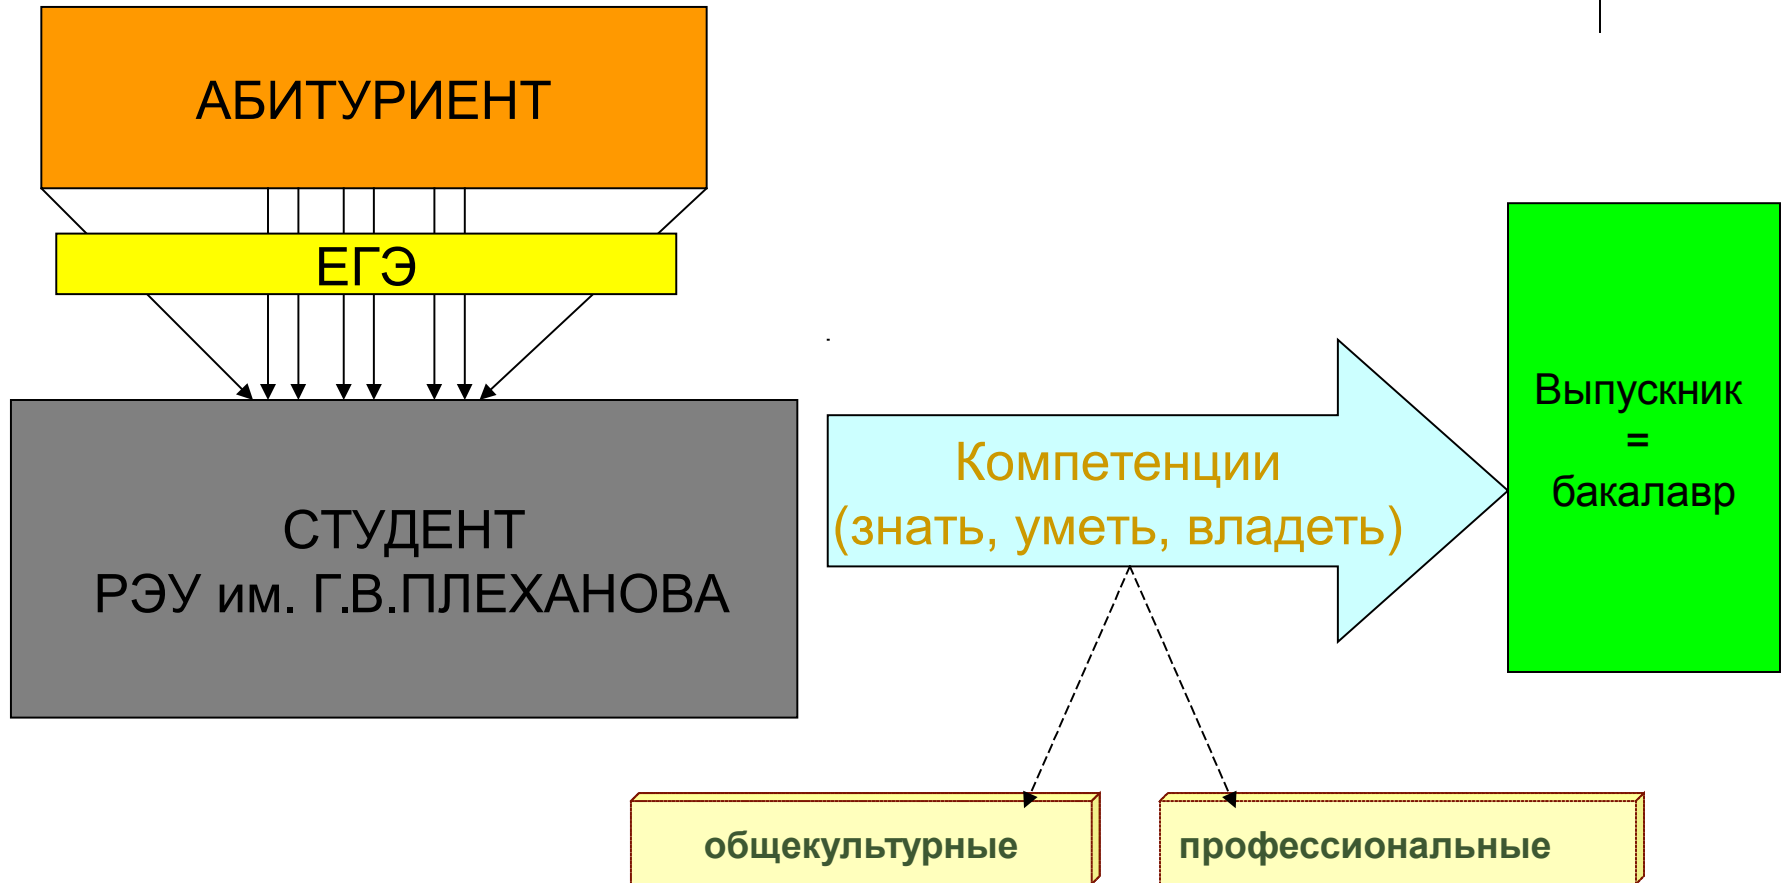 АБИТУРИЕНТ
ЕГЭ
СТУДЕНТ
РЭУ им. Г.В.ПЛЕХАНОВА
Компетенции
(знать, уметь, владеть)
Выпускник
=
бакалавр
общекультурные
профессиональные